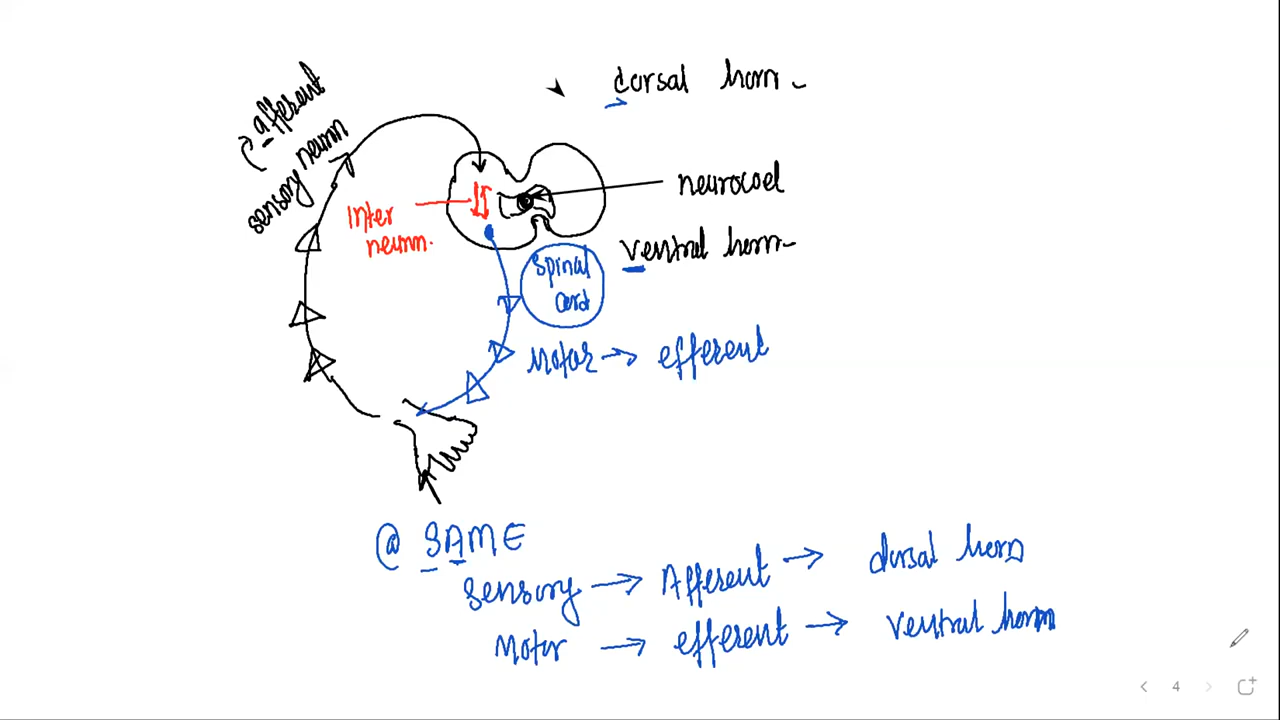 afferent
sensory neuron
dorsal horn
neurocoel
Inter
neuron.
ventral horn
Spinal
Cord
Motor → efferent
@ SAME
Sensory → Afferent → dorsal horn
Motor → efferent → ventral horn
4